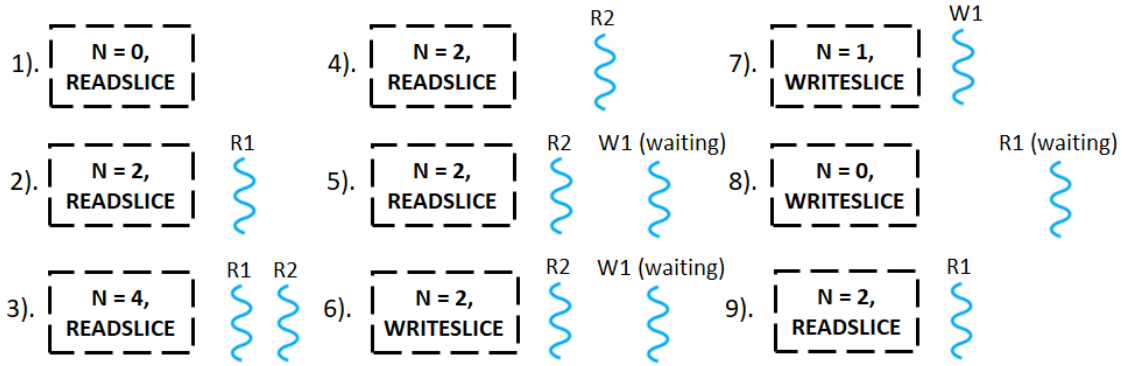 1).
N = 0,
READSLICE
2).
N = 2,
READSLICE
R1
3).
N = 4,
READSLICE
R1 R2
4).
N = 2,
READSLICE
R2
5).
N = 2,
READSLICE
R2 W1 (waiting)
6).
N = 2,
WRITESLICE
R2 W1 (waiting)
7).
N = 1,
WRITESLICE
W1
8).
N = 0,
WRITESLICE
R1 (waiting)
9).
N = 2,
READSLICE
R1